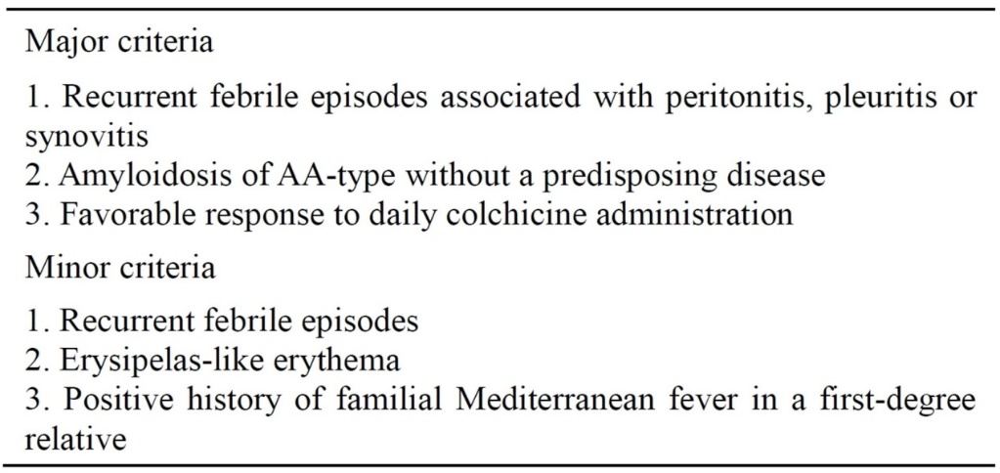 Major criteria
1. Recurrent febrile episodes associated with peritonitis, pleuritis or
synovitis
2. Amyloidosis of AA-type without a predisposing disease
3. Favorable response to daily colchicine administration
Minor criteria
1. Recurrent febrile episodes
2. Erysipelas-like erythema
3. Positive history of familial Mediterranean fever in a first-degree
relative